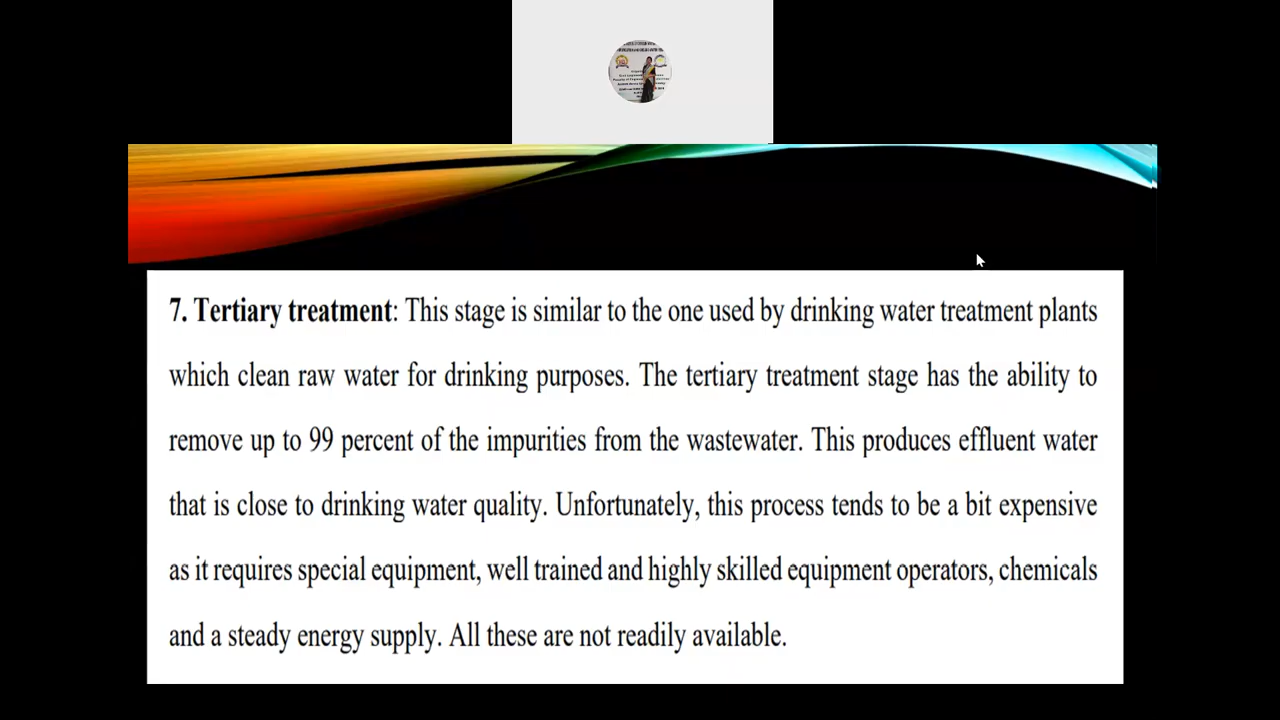 7. Tertiary treatment: This stage is similar to the one used by drinking water treatment plants
which clean raw water for drinking purposes. The tertiary treatment stage has the ability to
remove up to 99 percent of the impurities from the wastewater. This produces effluent water
that is close to drinking water quality. Unfortunately, this process tends to be a bit expensive
as it requires special equipment, well trained and highly skilled equipment operators, chemicals
and a steady energy supply. All these are not readily available.